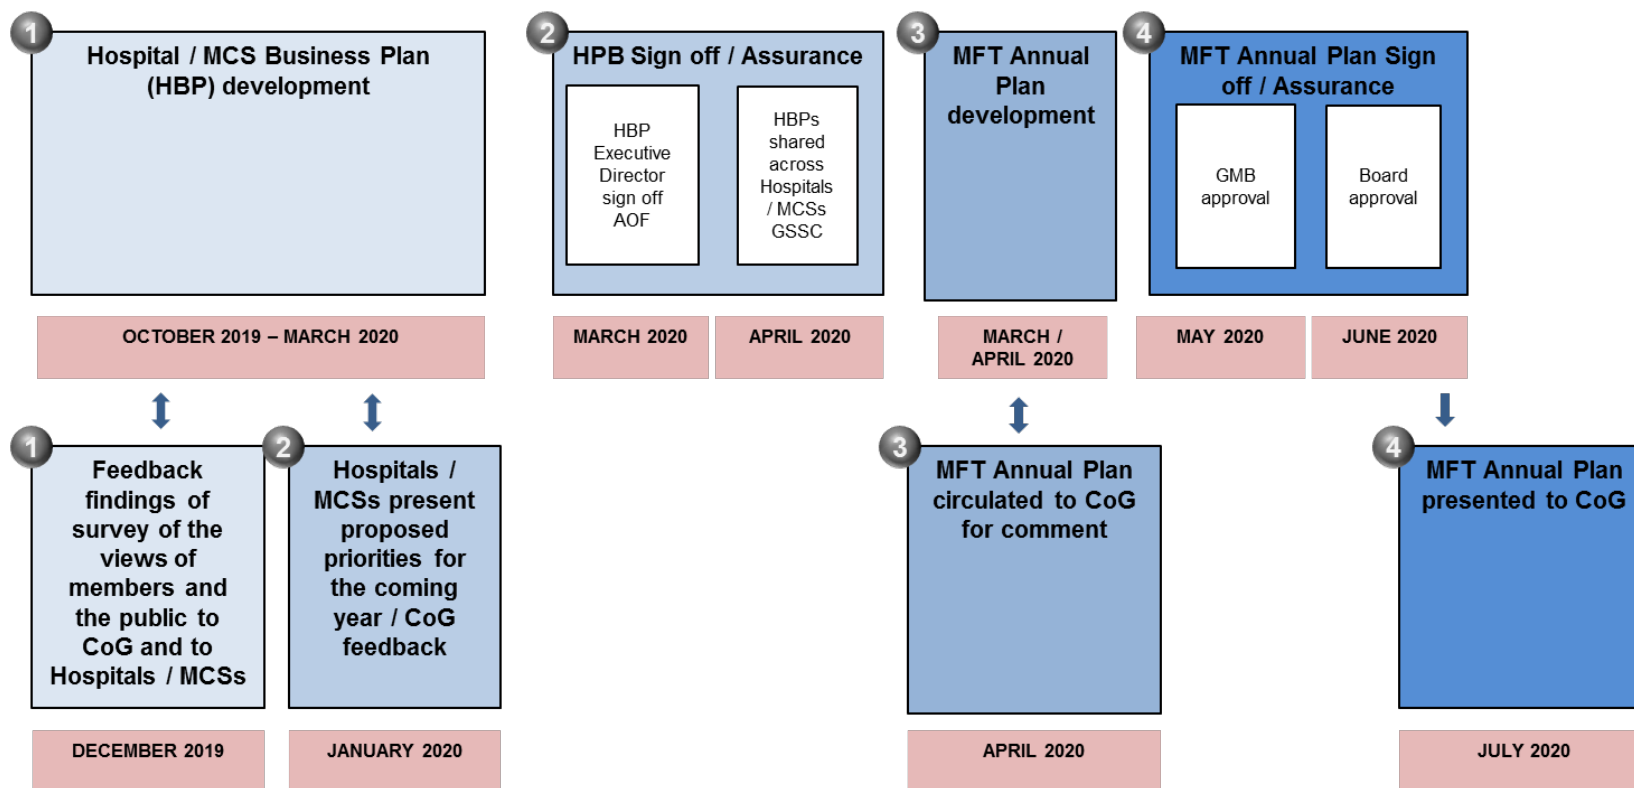 1
Hospital / MCS Business Plan
(HBP) development
2
HPB Sign off / Assurance
HBP
Executive
Director
sign off
AOF
HBPs
shared
across
Hospitals
/ MCSs
GSSC
3
MFT Annual
Plan
development
4
MFT Annual Plan Sign
off / Assurance
GMB
approval
Board
approval
OCTOBER 2019 – MARCH 2020
MARCH 2020
APRIL 2020
MARCH /
APRIL 2020
MAY 2020
JUNE 2020
1
Feedback
findings of
survey of the
views of
members and
the public to
CoG and to
Hospitals / MCSs
2
Hospitals /
MCSs present
proposed
priorities for
the coming
year / CoG
feedback
3
MFT Annual Plan
circulated to CoG
for comment
4
MFT Annual Plan
presented to CoG
DECEMBER 2019
JANUARY 2020
APRIL 2020
JULY 2020